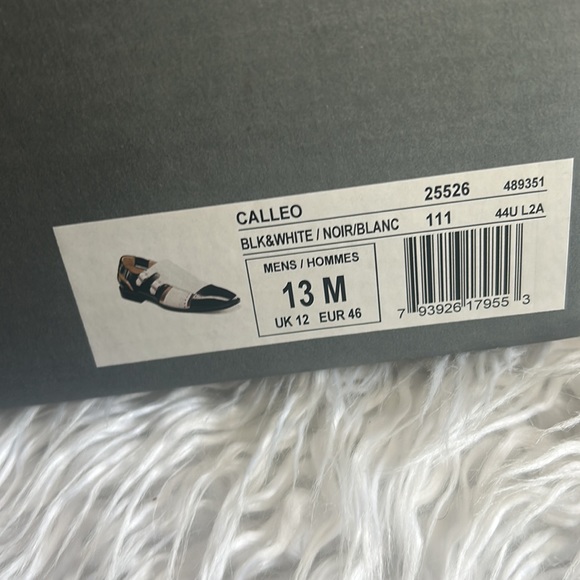 CALLEO 25526 489351
BLK&WHITE / NOIR/BLANC 111 44U L2A
MENS / HOMMES
13 M
UK 12 EUR 46
7 93926 17955 3